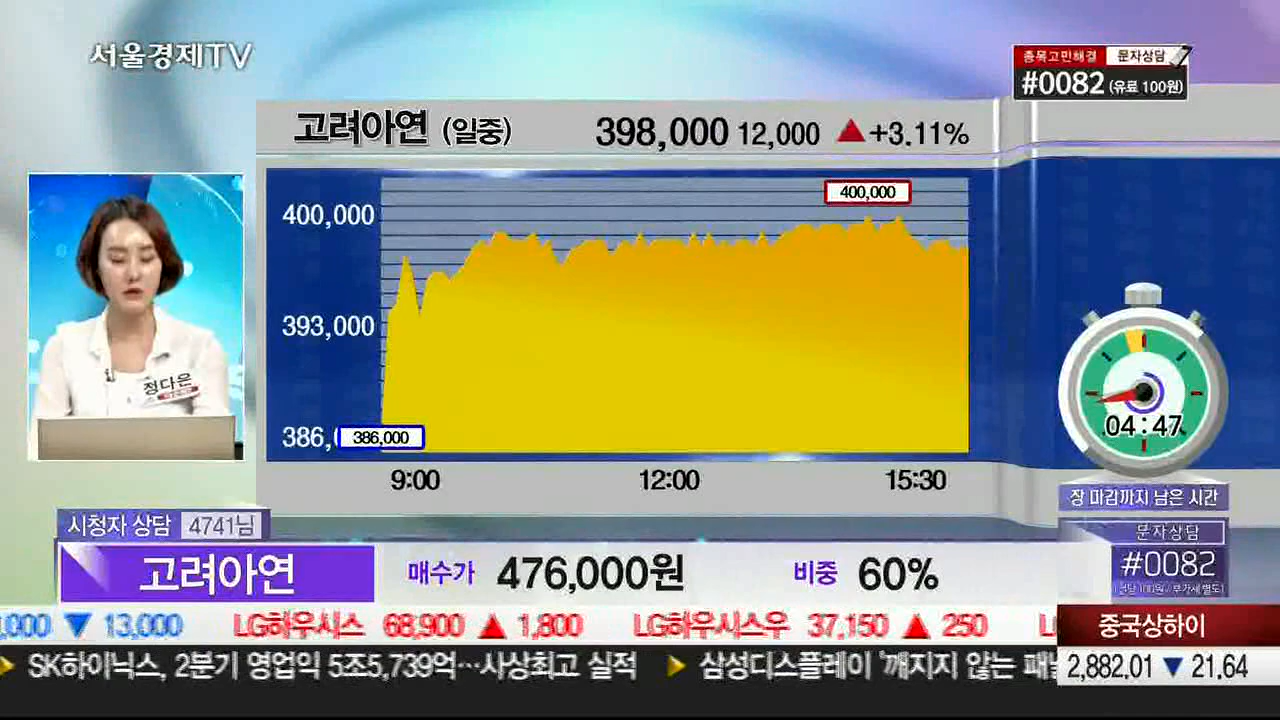 서울경제TV
종목고민해결 문자상담
#0082 (유료 100원)
고려아연 (일중) 398,000 12,000 ▲+3.11%
400,000
400,000
393,000
386,
386,000
9:00 12:00 15:30
정다은
04:47
장 마감까지 남은 시간
시청자 상담 4741님
고려아연 매수가 476,000원 비중 60%
문자상담
#0082
,000 ▼ 13,000 LG하우시스 68,900 ▲ 1,800 LG하우시스우 37,150 ▲ 250
중국상하이
2,882.01 ▼ 21.64
SK하이닉스, 2분기 영업익 5조5,739억…사상최고 실적 삼성디스플레이 '깨지지 않는